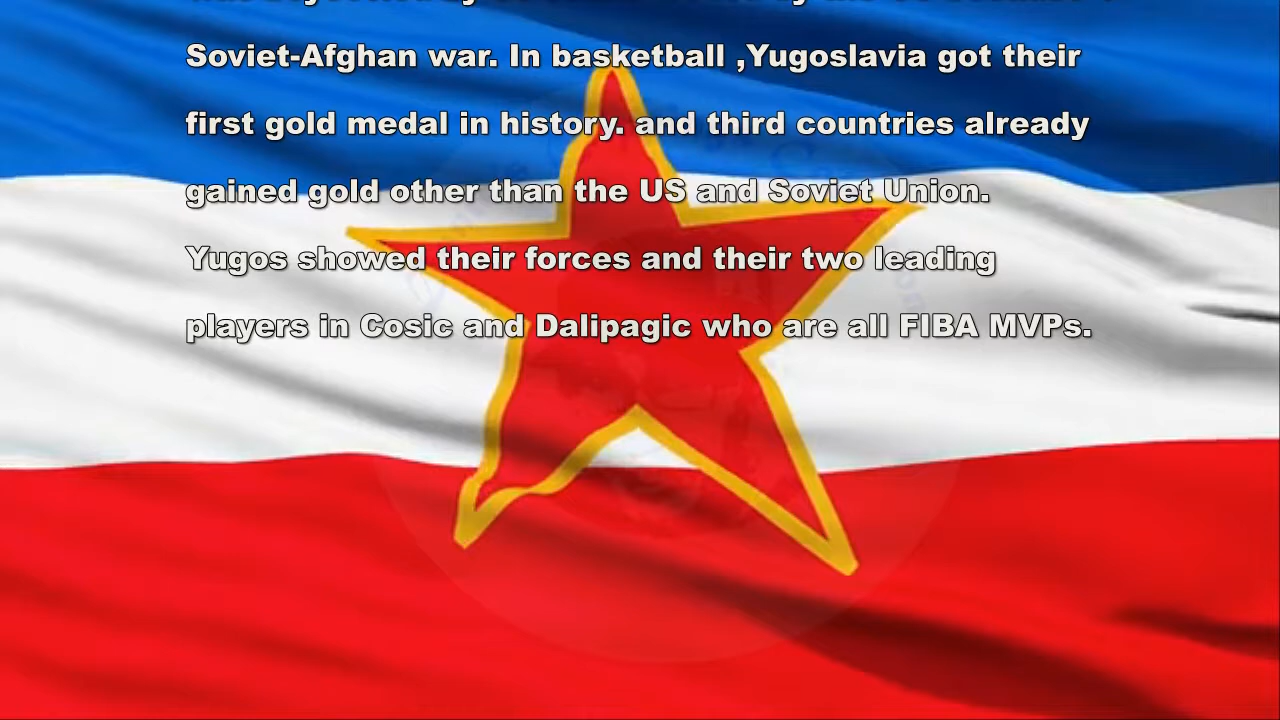 Soviet-Afghan war. In basketball ,Yugoslavia got their
first gold medal in history. and third countries already
gained gold other than the US and Soviet Union.
Yugos showed their forces and their two leading
players in Cosic and Dalipagic who are all FIBA MVPs.